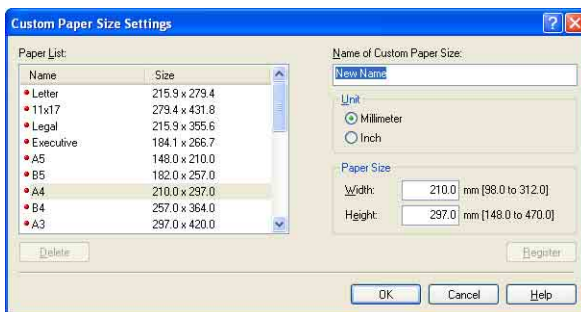 Custom Paper Size Settings
Paper List:
Name Size
Letter 215.9 x 279.4
11x17 279.4 x 431.8
Legal 215.9 x 355.6
Executive 184.1 x 266.7
A5 148.0 x 210.0
B5 182.0 x 257.0
A4 210.0 x 297.0
B4 257.0 x 364.0
A3 297.0 x 420.0
Delete
Name of Custom Paper Size:
New Name
Unit
Millimeter
Inch
Paper Size
Width: 210.0 mm [98.0 to 312.0]
Height: 297.0 mm [148.0 to 470.0]
Register
OK Cancel Help